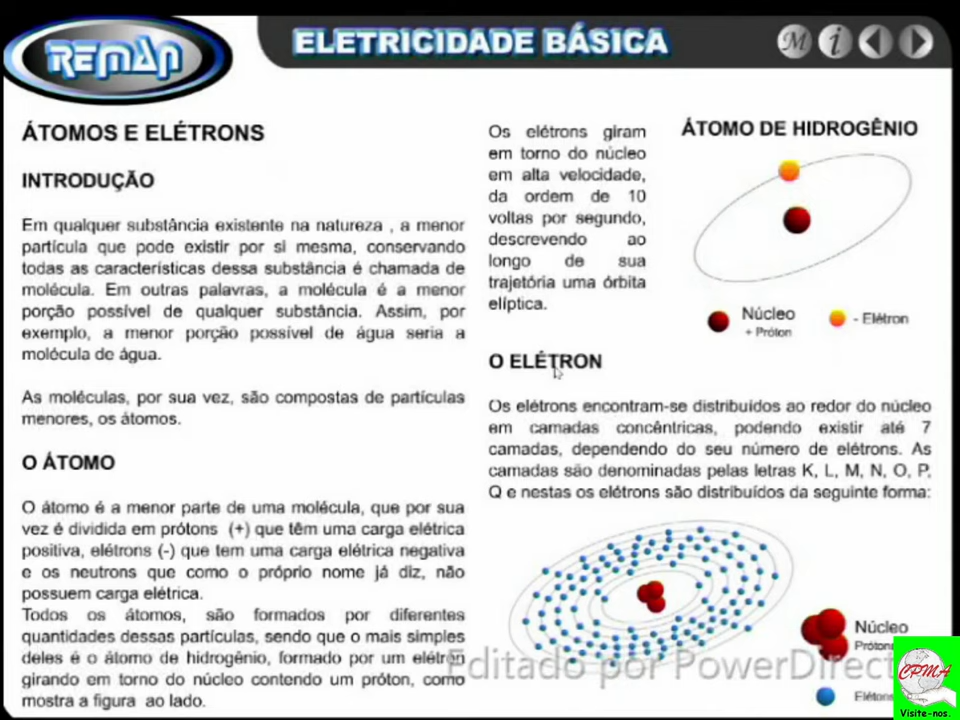 REMAN
ELETRICIDADE BÁSICA
M i
ÁTOMOS E ELÉTRONS
INTRODUÇÃO
Em qualquer substância existente na natureza , a menor
partícula que pode existir por si mesma, conservando
todas as características dessa substância é chamada de
molécula. Em outras palavras, a molécula é a menor
porção possível de qualquer substância. Assim, por
exemplo, a menor porção possível de água seria a
molécula de água.
As moléculas, por sua vez, são compostas de partículas
menores, os átomos.
O ÁTOMO
O átomo é a menor parte de uma molécula, que por sua
vez é dividida em prótons (+) que têm uma carga elétrica
positiva, elétrons (-) que tem uma carga elétrica negativa
e os neutrons que como o próprio nome já diz, não
possuem carga elétrica.
Todos os átomos, são formados por diferentes
quantidades dessas partículas, sendo que o mais simples
deles é o átomo de hidrogênio, formado por um elétron
girando em torno do núcleo contendo um próton, como
mostra a figura ao lado.
Os elétrons giram
em torno do núcleo
em alta velocidade,
da ordem de 10
voltas por segundo,
descrevendo ao
longo de sua
trajetória uma órbita
elíptica.
ÁTOMO DE HIDROGÊNIO
Núcleo
+ Próton
- Elétron
O ELÉTRON
Os elétrons encontram-se distribuídos ao redor do núcleo
em camadas concêntricas, podendo existir até 7
camadas, dependendo do seu número de elétrons. As
camadas são denominadas pelas letras K, L, M, N, O, P,
Q e nestas os elétrons são distribuídos da seguinte forma:
Núcleo
Editado por PowerDirect
CPMA
Visite-nos.